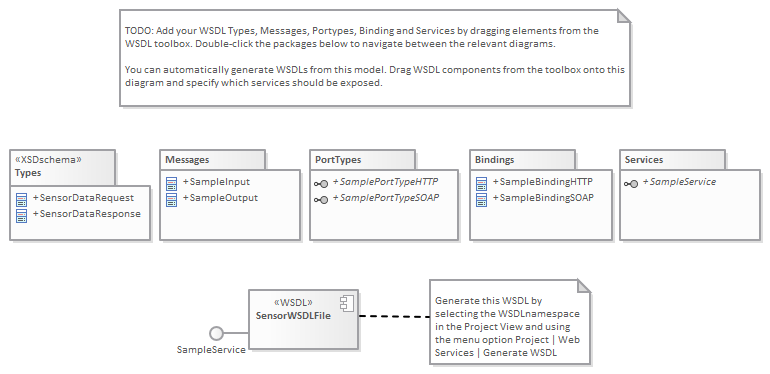 TODO: Add your WSDL Types, Messages, Portypes, Binding and Services by dragging elements from the
WSDL toolbox. Double-click the packages below to navigate between the relevant diagrams.
You can automatically generate WSDLs from this model. Drag WSDL components from the toolbox onto this
diagram and specify which services should be exposed.
«XSDschema»
Types
+ SensorDataRequest
+ SensorDataResponse
Messages
+ SampleInput
+ SampleOutput
PortTypes
+ SamplePortTypeHTTP
+ SamplePortTypeSOAP
Bindings
+ SampleBindingHTTP
+ SampleBindingSOAP
Services
+ SampleService
«WSDL»
SensorWSDLFile
SampleService
Generate this WSDL by
selecting the WSDLnamespace
in the Project View and using
the menu option Project | Web
Services | Generate WSDL